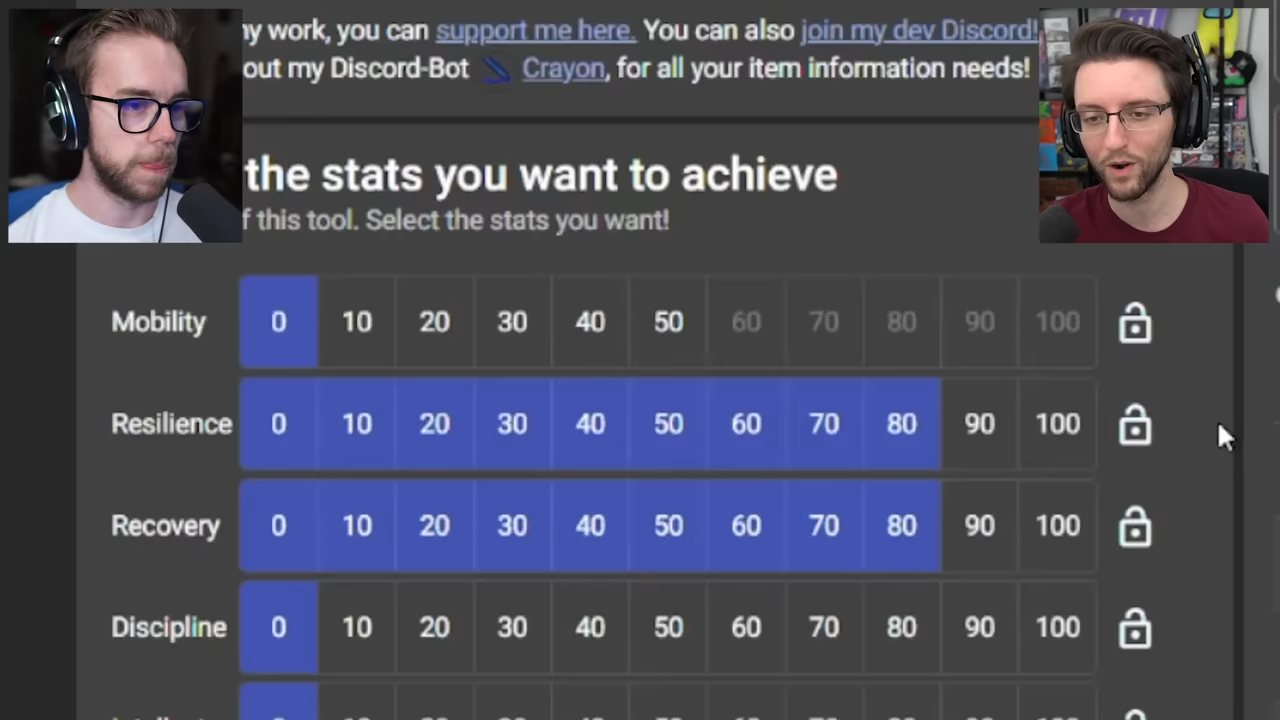 ny work, you can support me here. You can also join my dev Discord!
out my Discord-Bot Crayon, for all your item information needs!
the stats you want to achieve
f this tool. Select the stats you want!
Mobility 0 10 20 30 40 50 60 70 80 90 100
Resilience 0 10 20 30 40 50 60 70 80 90 100
Recovery 0 10 20 30 40 50 60 70 80 90 100
Discipline 0 10 20 30 40 50 60 70 80 90 100